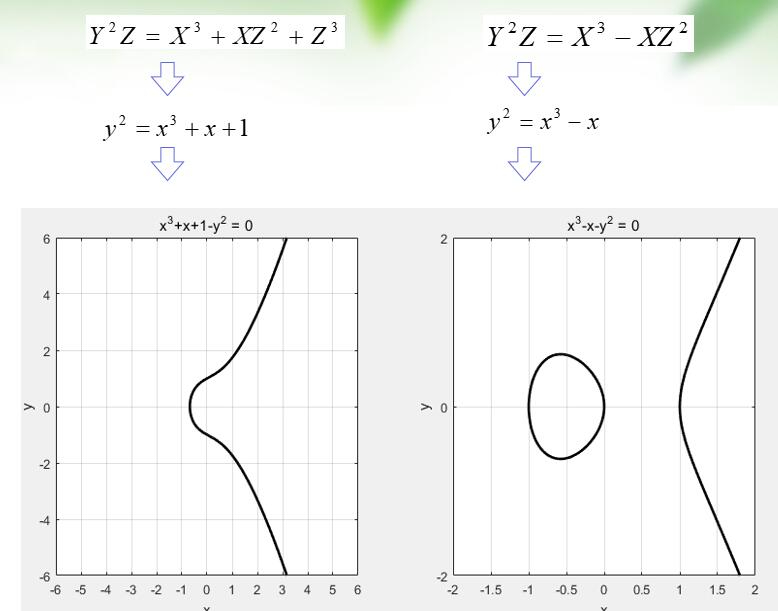 Y²Z = X³ + XZ² + Z³
Y²Z = X³ − XZ²
y² = x³ + x + 1
y² = x³ − x
x³+x+1-y² = 0
6
4
2
0
-2
-4
-6
y
-6 -5 -4 -3 -2 -1 0 1 2 3 4 5 6
x
x³-x-y² = 0
2
0
-2
y
-2 -1.5 -1 -0.5 0 0.5 1 1.5 2
x